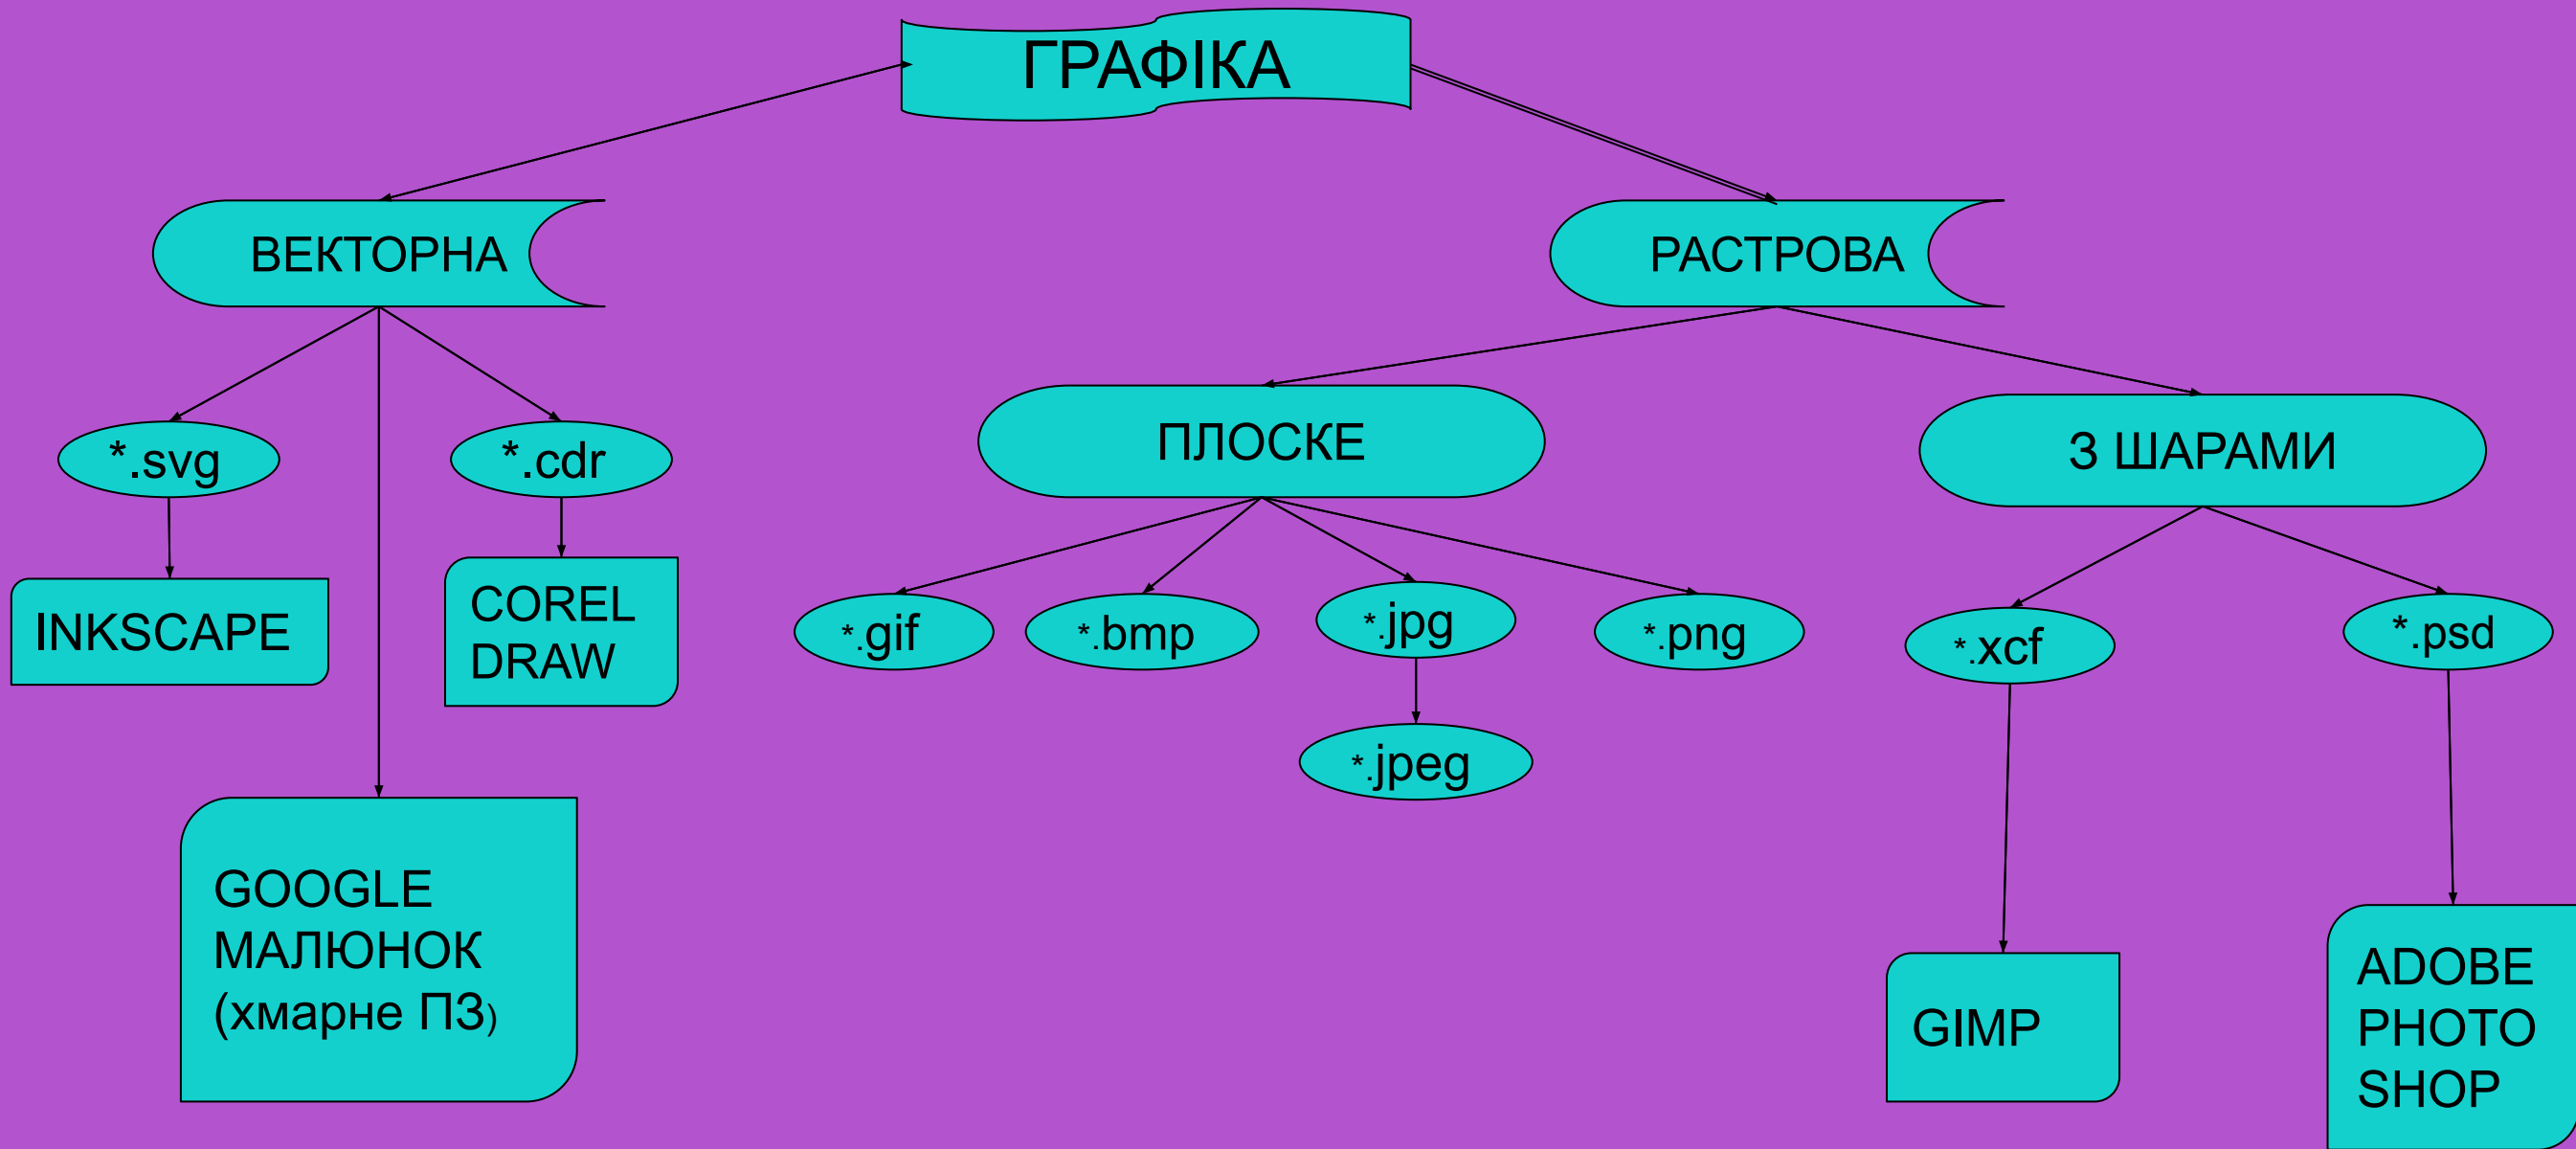 ГРАФІКА
ВЕКТОРНА
РАСТРОВА
ПЛОСКЕ
З ШАРАМИ
*.svg
*.cdr
INKSCAPE
COREL
DRAW
*.gif
*.bmp
*.jpg
*.png
*.xcf
*.psd
*.jpeg
GOOGLE
МАЛЮНОК
(хмарне ПЗ)
GIMP
ADOBE
PHOTO
SHOP